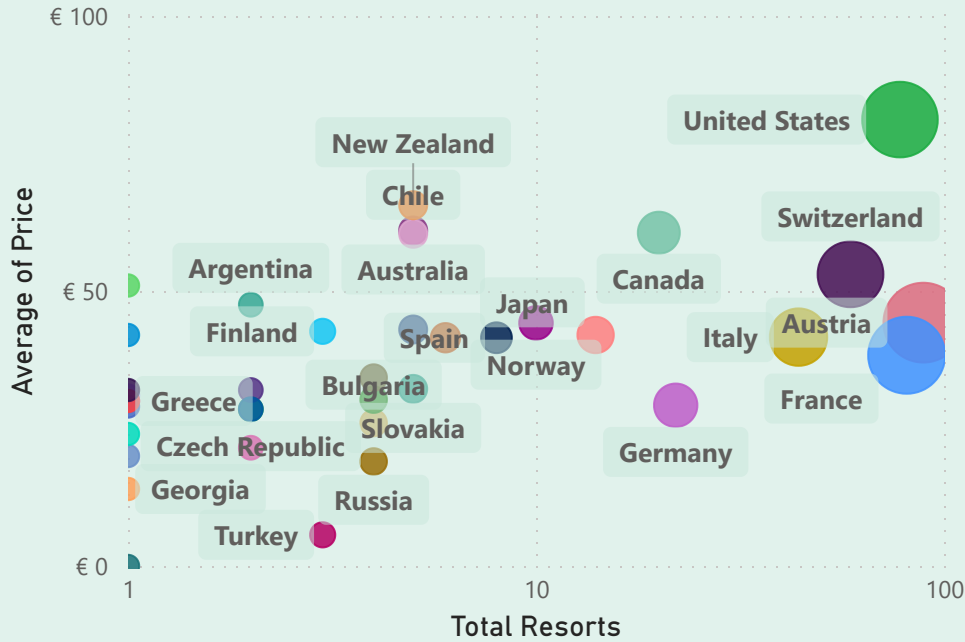 € 100
United States
New Zealand
Chile
Switzerland
Argentina
Australia
Canada
€ 50
Japan
Austria
Finland
Spain
Italy
Norway
Bulgaria
France
Greece
Slovakia
Czech Republic
Germany
Georgia
Russia
Turkey
€ 0
1
10
100
Total Resorts
Average of Price